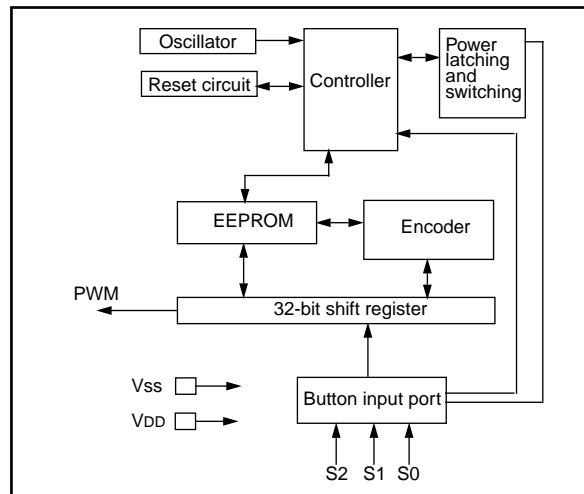 Oscillator
Reset circuit
Controller
Power
latching
and
switching
EEPROM
Encoder
PWM
32-bit shift register
VSS
VDD
Button input port
S2 S1 S0